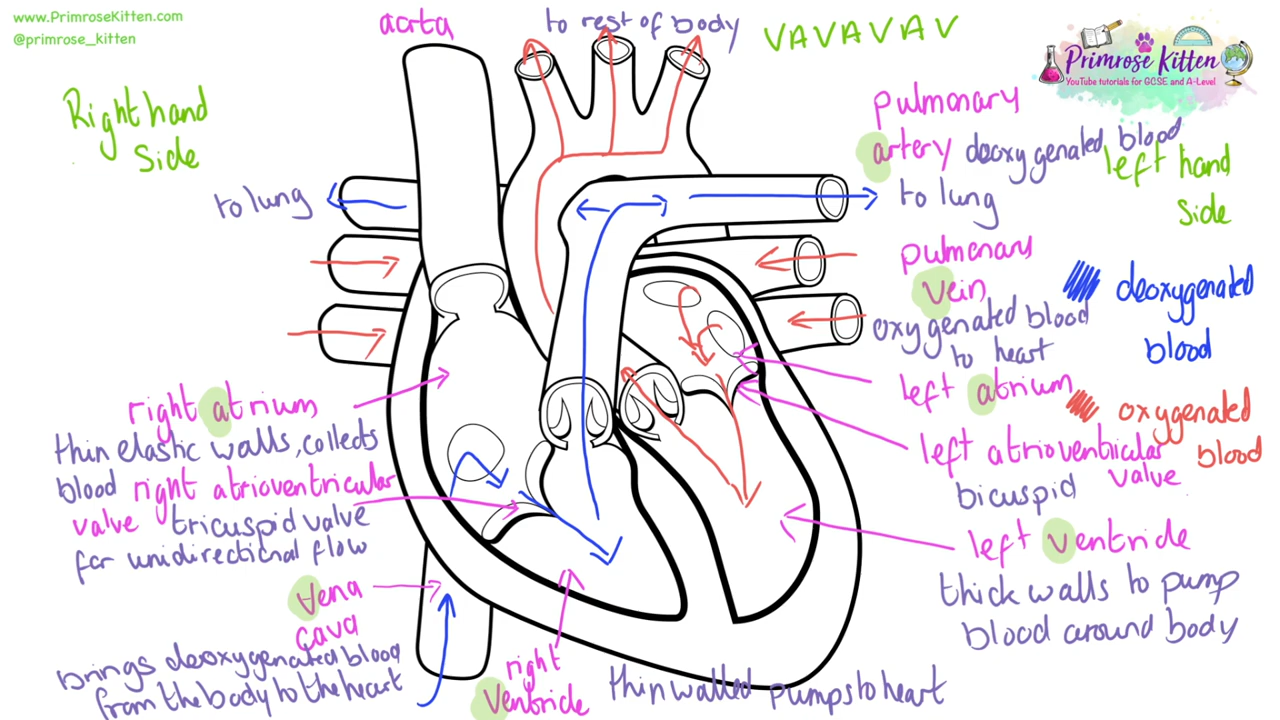 www.PrimroseKitten.com
@primrose_kitten
aorta
to rest of body
VAVAVAV
Primrose Kitten
YouTube tutorials for GCSE and A-Level
Right hand
side
left hand
side
to lung
pulmonary
artery deoxygenated blood
to lung
pulmonary
vein
oxygenated blood
to heart
deoxygenated
blood
oxygenated
blood
left atrium
left atrioventricular
valve
bicuspid
left ventricle
thick walls to pump
blood around body
right atrium
thin elastic walls, collects
blood
right atrioventricular
valve tricuspid valve
for unidirectional flow
Vena
cava
brings deoxygenated blood
from the body to the heart
right
Ventricle
thin walled pumps to heart